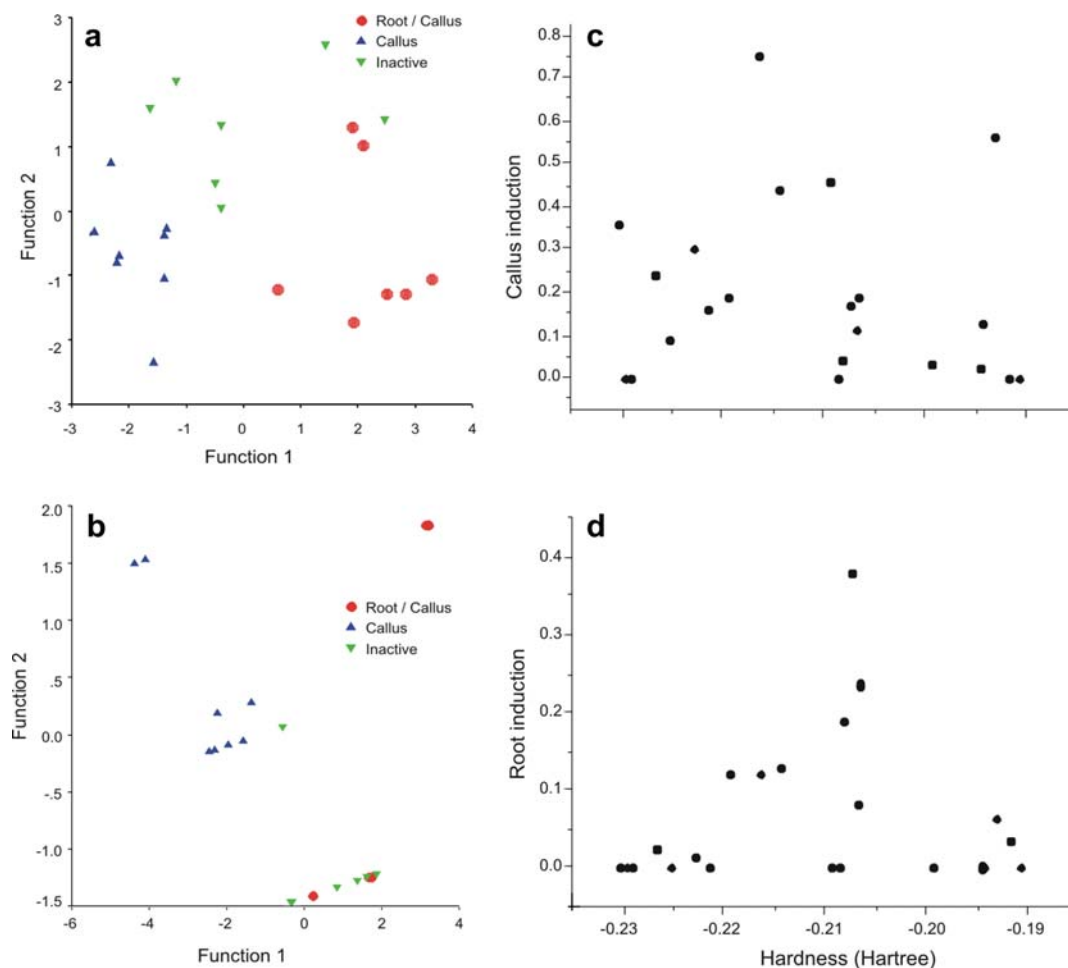 a
3
2
1
0
-1
-2
-3
Function 2
Root / Callus
Callus
Inactive
-3
-2
-1
0
1
2
3
4
Function 1
c
0.8
0.7
0.6
0.5
0.4
0.3
0.2
0.1
0.0
Callus induction
b
2.0
1.5
1.0
.5
0.0
-.5
-1.0
-1.5
Function 2
Root / Callus
Callus
Inactive
-6
-4
-2
0
2
4
Function 1
d
0.4
0.3
0.2
0.1
0.0
Root induction
-0.23
-0.22
-0.21
-0.20
-0.19
Hardness (Hartree)